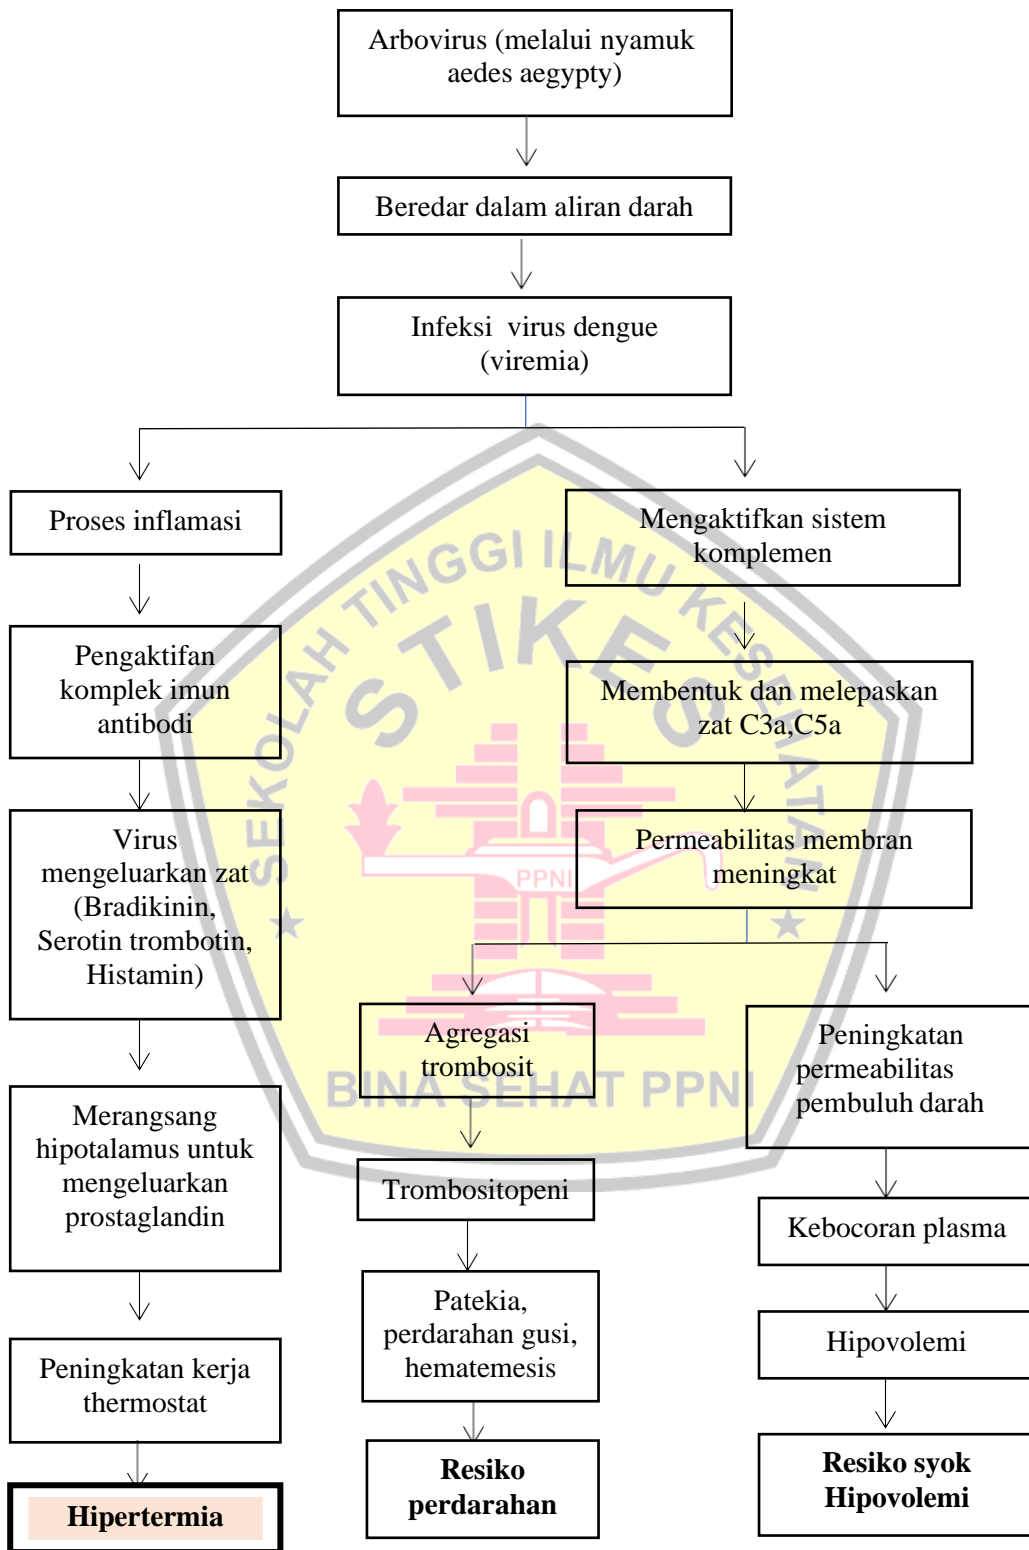 Arbovirus (melalui nyamuk
aedes aegypty)
Beredar dalam aliran darah
Infeksi virus dengue
(viremia)
Proses inflamasi
Mengaktifkan sistem
komplemen
SEKOLAH TINGGI ILMU KESEHATAN
STIKES
Pengaktifan
komplek imun
antibodi
Membentuk dan melepaskan
zat C3a,C5a
Virus
mengeluarkan zat
(Bradikinin,
Serotin trombotin,
Histamin)
Permeabilitas membran
meningkat
PPNI
Agregasi
trombosit
Peningkatan
permeabilitas
pembuluh darah
BINA SEHAT PPNI
Merangsang
hipotalamus untuk
mengeluarkan
prostaglandin
Trombositopeni
Kebocoran plasma
Patekia,
perdarahan gusi,
hematemesis
Hipovolemi
Peningkatan kerja
thermostat
Resiko
perdarahan
Resiko syok
Hipovolemi
Hipertermia